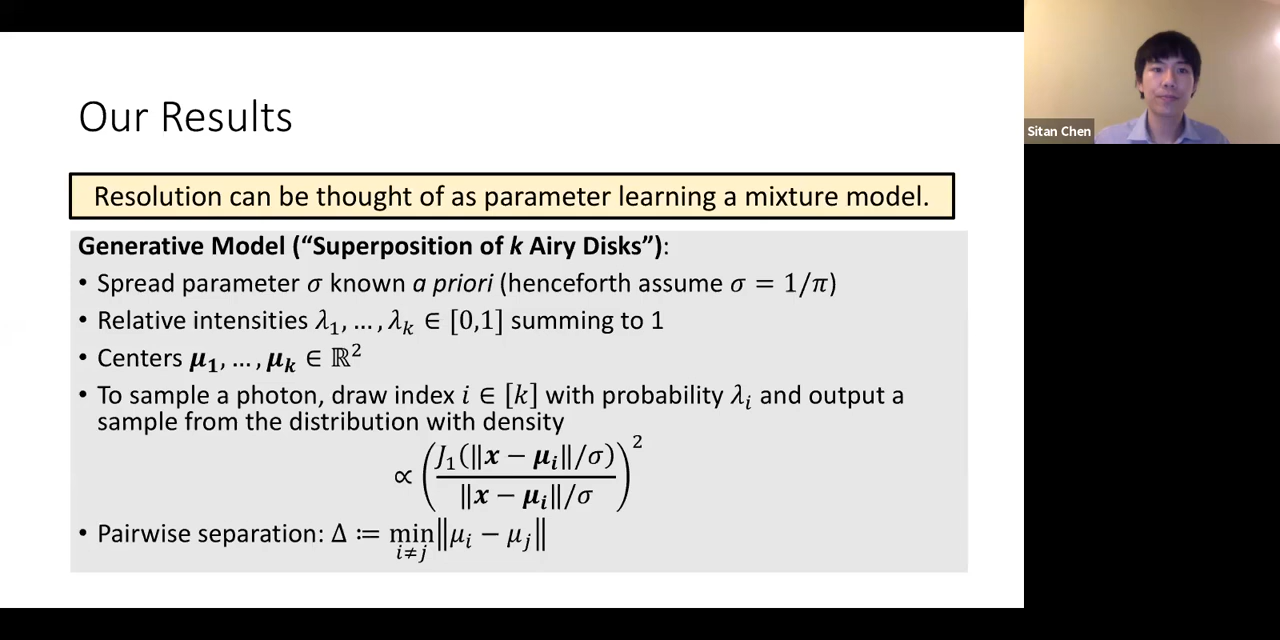 Our Results
Resolution can be thought of as parameter learning a mixture model.
Generative Model (“Superposition of k Airy Disks”):
• Spread parameter σ known a priori (henceforth assume σ = 1/π)
• Relative intensities λ₁, …, λₖ ∈ [0,1] summing to 1
• Centers μ₁, …, μₖ ∈ ℝ²
• To sample a photon, draw index i ∈ [k] with probability λᵢ and output a
sample from the distribution with density
∝ (J₁(‖x − μᵢ‖/σ) / ‖x − μᵢ‖/σ)²
• Pairwise separation: Δ ≔ min_{i≠j} ‖μᵢ − μⱼ‖
Sitan Chen